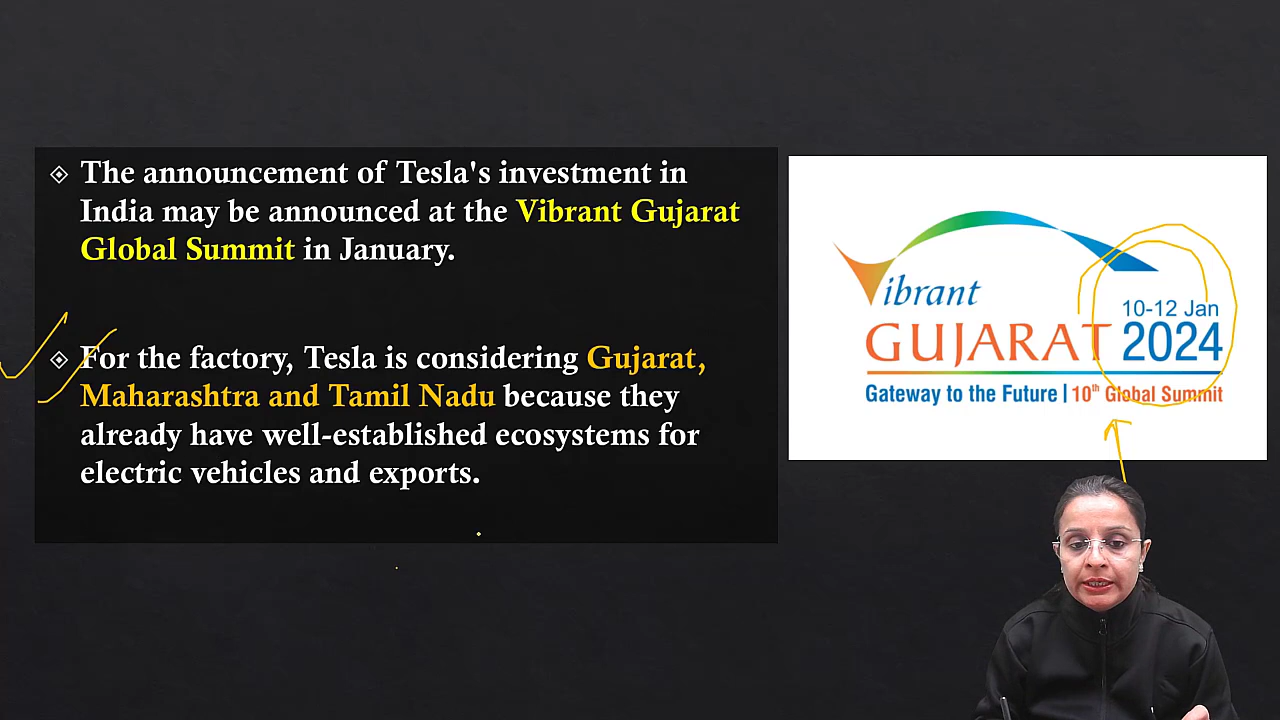 The announcement of Tesla's investment in
India may be announced at the Vibrant Gujarat
Global Summit in January.
For the factory, Tesla is considering Gujarat,
Maharashtra and Tamil Nadu because they
already have well-established ecosystems for
electric vehicles and exports.
Vibrant
10-12 Jan
GUJARAT 2024
Gateway to the Future | 10th Global Summit